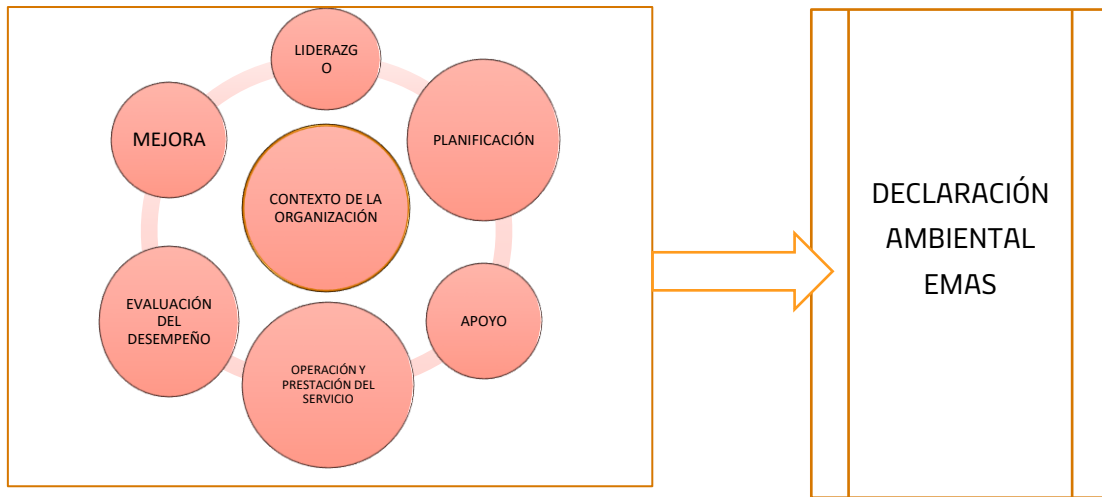 LIDERAZG
O
PLANIFICACIÓN
MEJORA
CONTEXTO DE LA
ORGANIZACIÓN
APOYO
OPERACIÓN Y
PRESTACIÓN DEL
SERVICIO
EVALUACIÓN
DEL
DESEMPEÑO
DECLARACIÓN
AMBIENTAL
EMAS